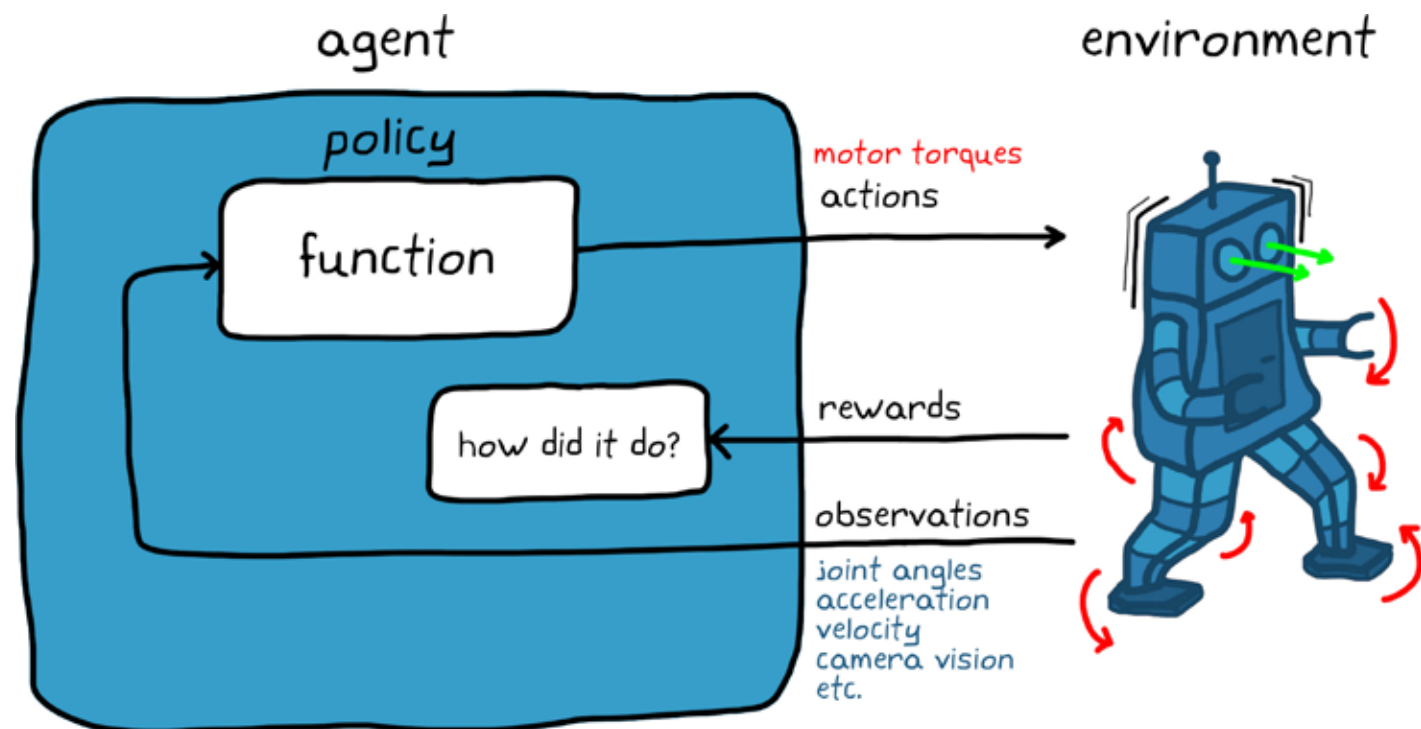 agent
environment
policy
function
motor torques
actions
how did it do?
rewards
observations
joint angles
acceleration
velocity
camera vision
etc.